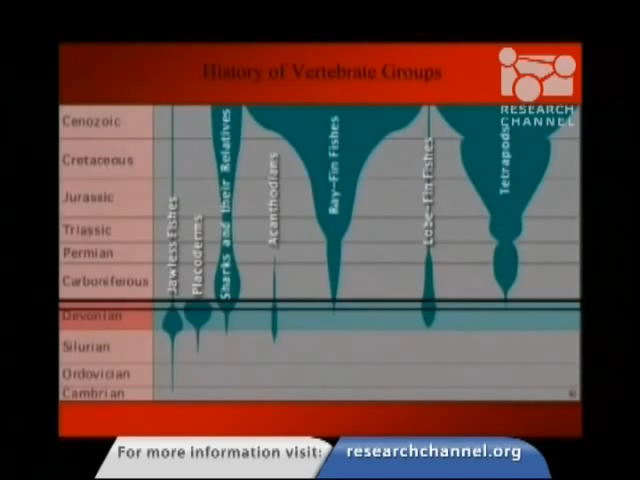 History of Vertebrate Groups
RESEARCH
CHANNEL
Cenozoic
Cretaceous
Jurassic
Triassic
Permian
Carboniferous
Devonian
Silurian
Ordovician
Cambrian
Jawless Fishes
Placoderms
Sharks and their Relatives
Acanthodians
Ray-Fin Fishes
Lobe-Fin Fishes
Tetrapods
For more information visit:
researchchannel.org